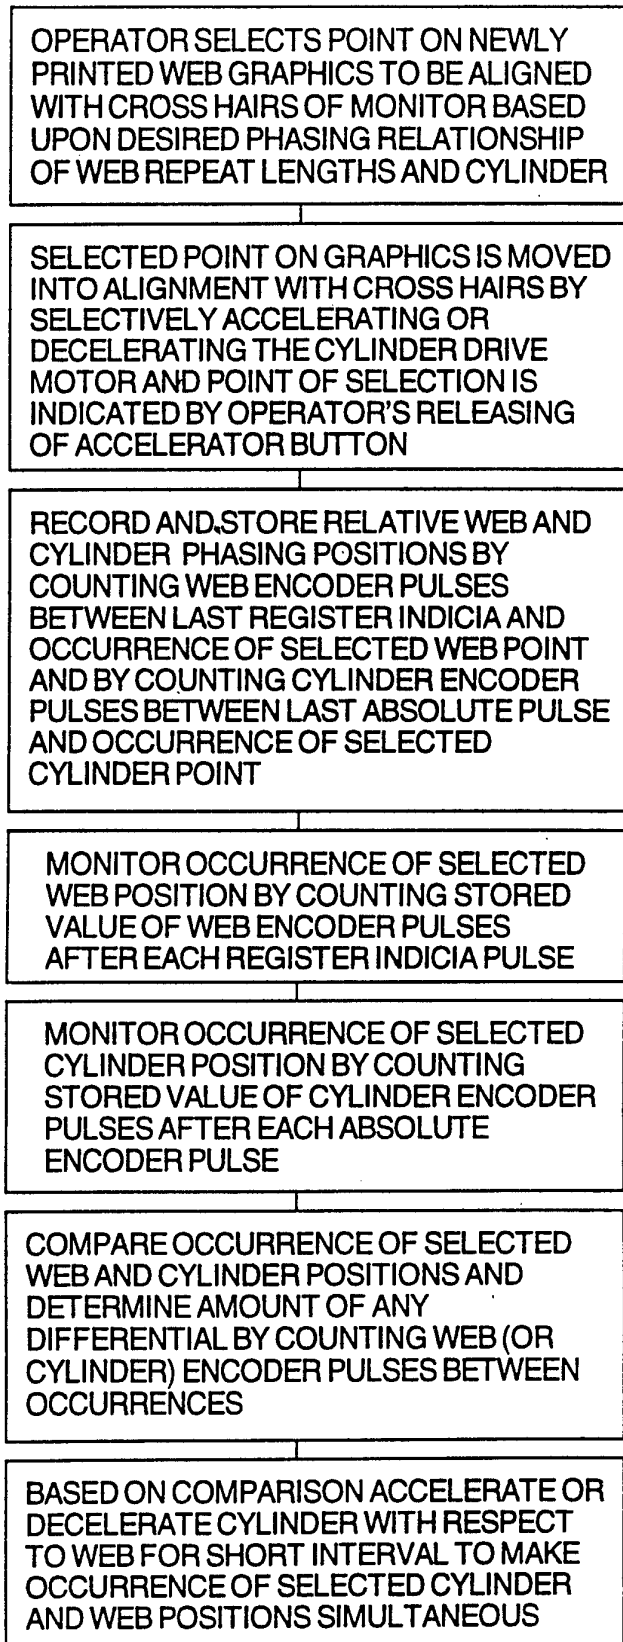 OPERATOR SELECTS POINT ON NEWLY
PRINTED WEB GRAPHICS TO BE ALIGNED
WITH CROSS HAIRS OF MONITOR BASED
UPON DESIRED PHASING RELATIONSHIP
OF WEB REPEAT LENGTHS AND CYLINDER
SELECTED POINT ON GRAPHICS IS MOVED
INTO ALIGNMENT WITH CROSS HAIRS BY
SELECTIVELY ACCELERATING OR
DECELERATING THE CYLINDER DRIVE
MOTOR AND POINT OF SELECTION IS
INDICATED BY OPERATOR'S RELEASING
OF ACCELERATOR BUTTON
RECORD AND STORE RELATIVE WEB AND
CYLINDER PHASING POSITIONS BY
COUNTING WEB ENCODER PULSES
BETWEEN LAST REGISTER INDICIA AND
OCCURRENCE OF SELECTED WEB POINT
AND BY COUNTING CYLINDER ENCODER
PULSES BETWEEN LAST ABSOLUTE PULSE
AND OCCURRENCE OF SELECTED
CYLINDER POINT
MONITOR OCCURRENCE OF SELECTED
WEB POSITION BY COUNTING STORED
VALUE OF WEB ENCODER PULSES
AFTER EACH REGISTER INDICIA PULSE
MONITOR OCCURRENCE OF SELECTED
CYLINDER POSITION BY COUNTING
STORED VALUE OF CYLINDER ENCODER
PULSES AFTER EACH ABSOLUTE
ENCODER PULSE
COMPARE OCCURRENCE OF SELECTED
WEB AND CYLINDER POSITIONS AND
DETERMINE AMOUNT OF ANY
DIFFERENTIAL BY COUNTING WEB (OR
CYLINDER) ENCODER PULSES BETWEEN
OCCURRENCES
BASED ON COMPARISON ACCELERATE OR
DECELERATE CYLINDER WITH RESPECT
TO WEB FOR SHORT INTERVAL TO MAKE
OCCURRENCE OF SELECTED CYLINDER
AND WEB POSITIONS SIMULTANEOUS